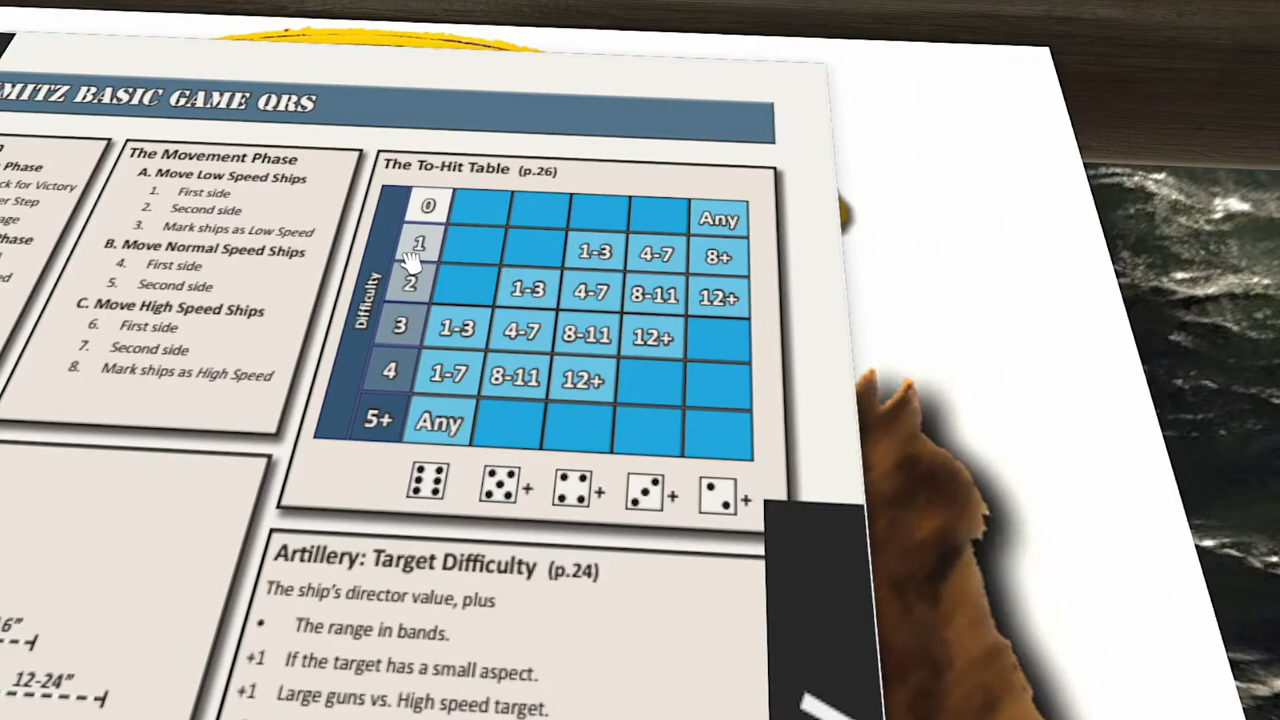 BASIC GAME QRS
Phase
ck for Victory
er Step
age
Phase
The Movement Phase
A. Move Low Speed Ships
1. First side
2. Second side
3. Mark ships as Low Speed
B. Move Normal Speed Ships
4. First side
5. Second side
C. Move High Speed Ships
6. First side
7. Second side
8. Mark ships as High Speed
The To-Hit Table (p.26)
Difficulty
0 Any
1 1-3 4-7 8+
2 1-3 4-7 8-11 12+
3 1-3 4-7 8-11 12+
4 1-7 8-11 12+
5+ Any
+ + + +
Artillery: Target Difficulty (p.24)
The ship's director value, plus
• The range in bands.
+1 If the target has a small aspect.
+1 Large guns vs. High speed target.
6"
12-24"